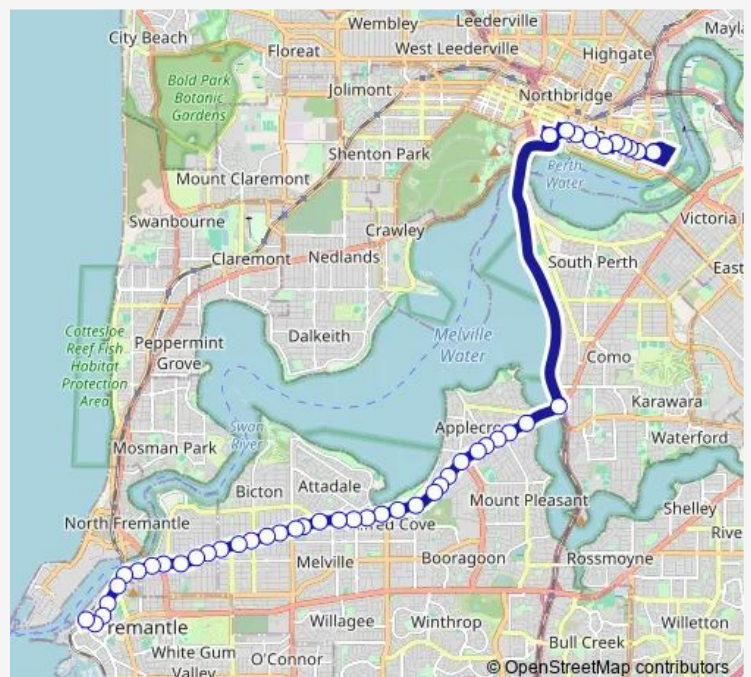 Wembley
Leederville
City Beach
Floreat
West Leederville
Highgate
Bold Park
Botanic
Gardens
Jolimont
Northbridge
Shenton Park
Mount Claremont
Water
Swanbourne
Victoria
Crawley
Claremont
Nedlands
South Perth
East
Cottesloe
Reef Fish
Habitat
Protection
Area
Peppermint
Grove
Dalkeith
Melville
Water
Como
Karawara
Swan
River
Applecro
Waterford
Mosman Park
Bicton
Attadale
Mount Pleasant
Shelley
North Fremantle
Cove
Rive
Melville
Booragoon
Rossmoyne
remantle
Willagee
Winthrop
Willetton
White Gum
Valley
O'Connor
Bull Creek
© OpenStreetMap contributors